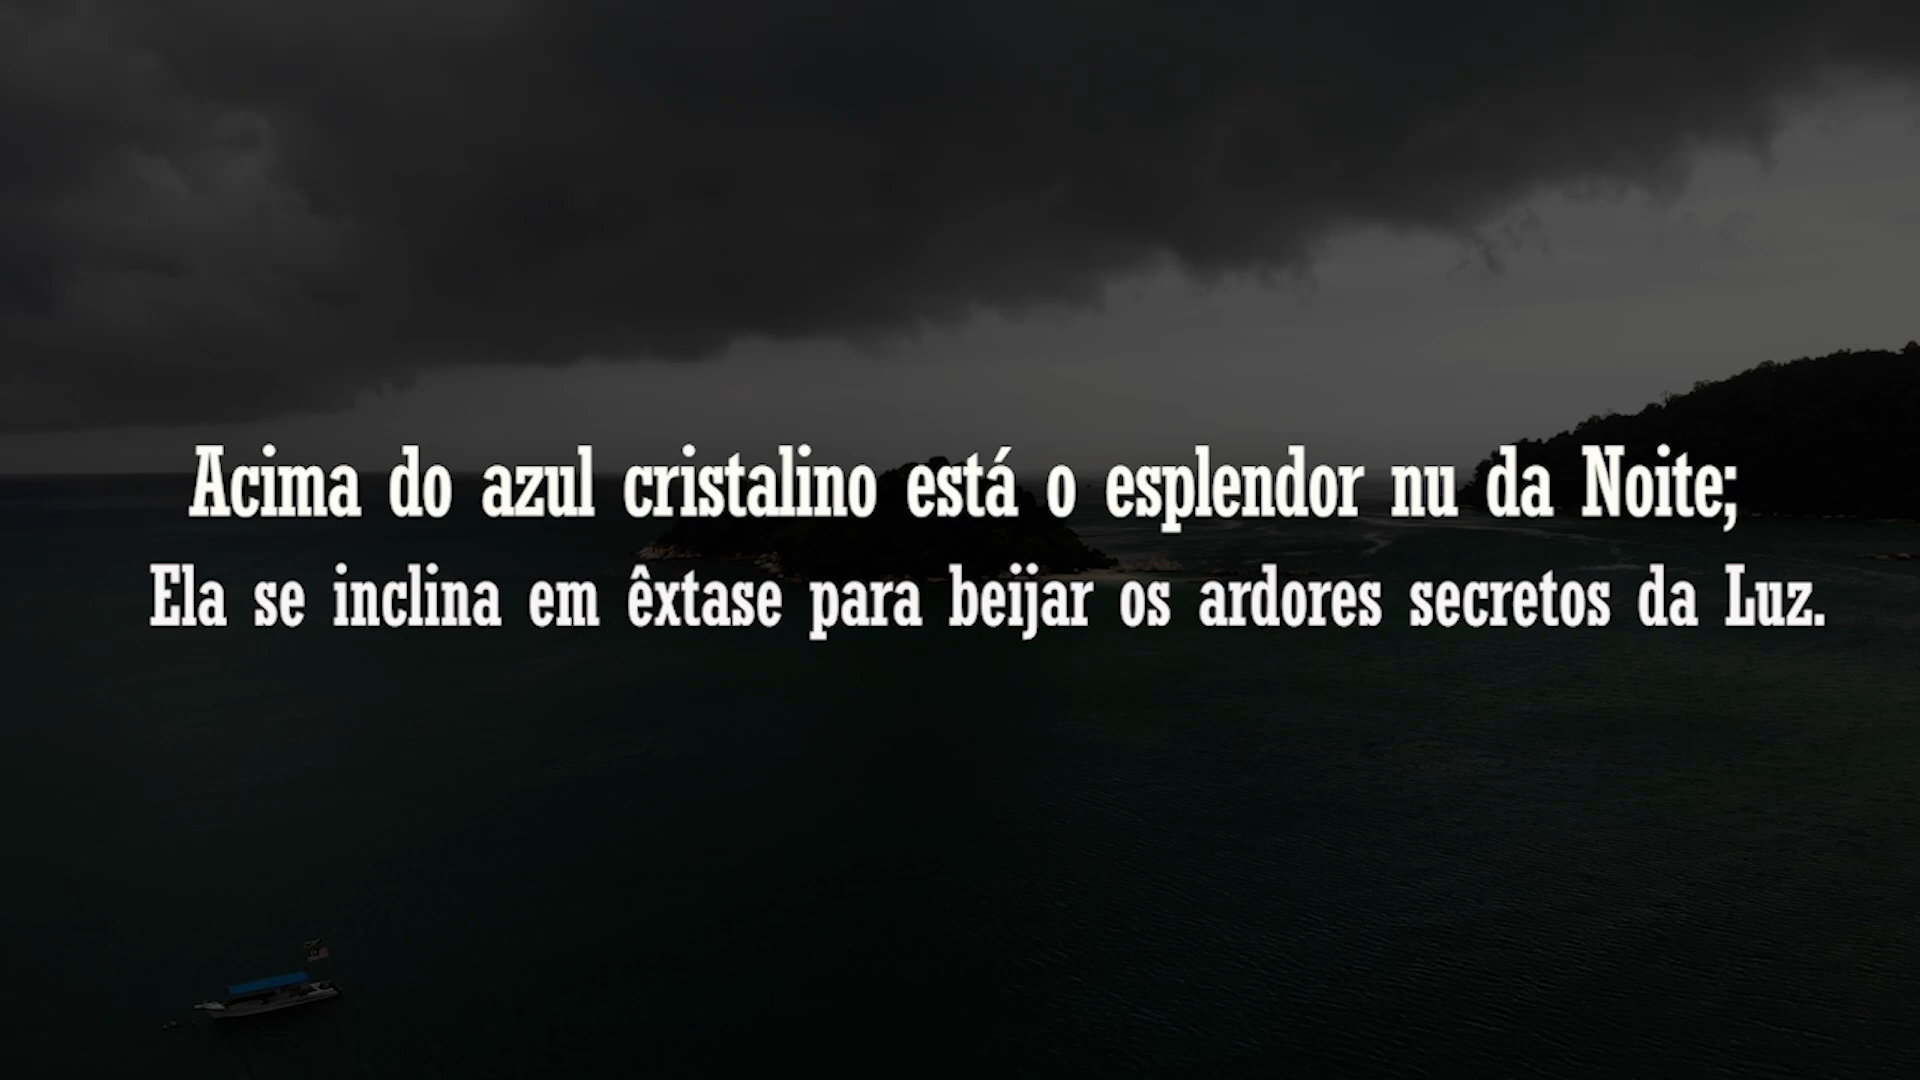 Acima do azul cristalino está o esplendor nu da Noite;
Ela se inclina em êxtase para beijar os ardores secretos da Luz.